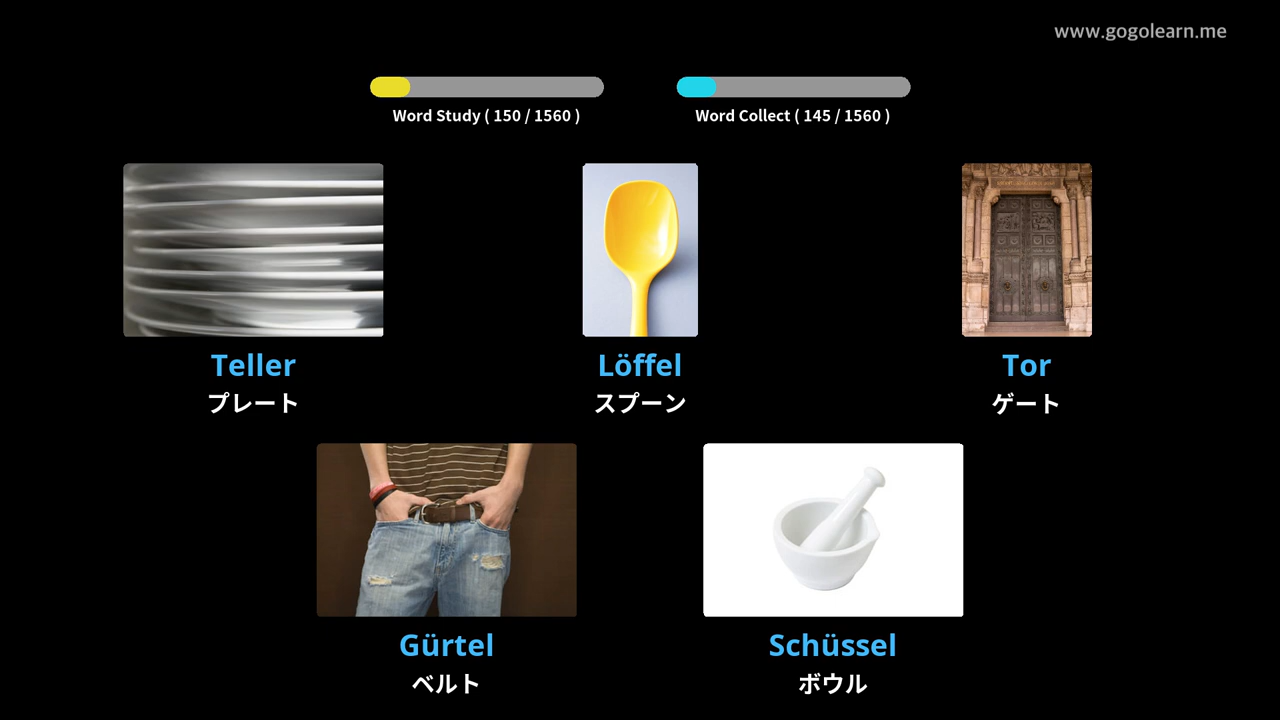 www.gogolearn.me
Word Study ( 150 / 1560 )
Word Collect ( 145 / 1560 )
Teller
プレート
Löffel
スプーン
Tor
ゲート
Gürtel
ベルト
Schüssel
ボウル